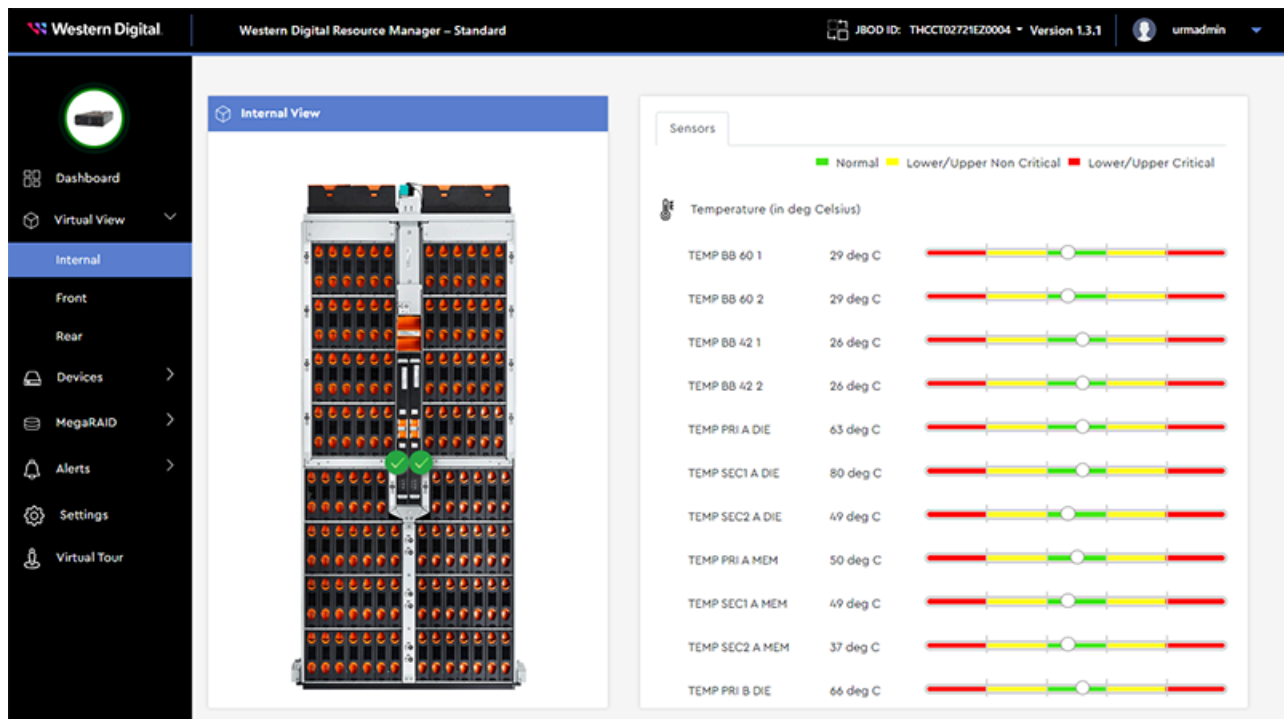 Western Digital.
Western Digital Resource Manager – Standard
JBOD ID: THCCT02721EZ0004
Version 1.3.1
urmadmin
Dashboard
Virtual View
Internal
Front
Rear
Devices
MegaRAID
Alerts
Settings
Virtual Tour
Internal View
Sensors
Normal Lower/Upper Non Critical Lower/Upper Critical
Temperature (in deg Celsius)
TEMP BB 60 1 29 deg C
TEMP BB 60 2 29 deg C
TEMP BB 42 1 26 deg C
TEMP BB 42 2 26 deg C
TEMP PRI A DIE 63 deg C
TEMP SEC1 A DIE 80 deg C
TEMP SEC2 A DIE 49 deg C
TEMP PRI A MEM 50 deg C
TEMP SEC1 A MEM 49 deg C
TEMP SEC2 A MEM 37 deg C
TEMP PRI B DIE 66 deg C